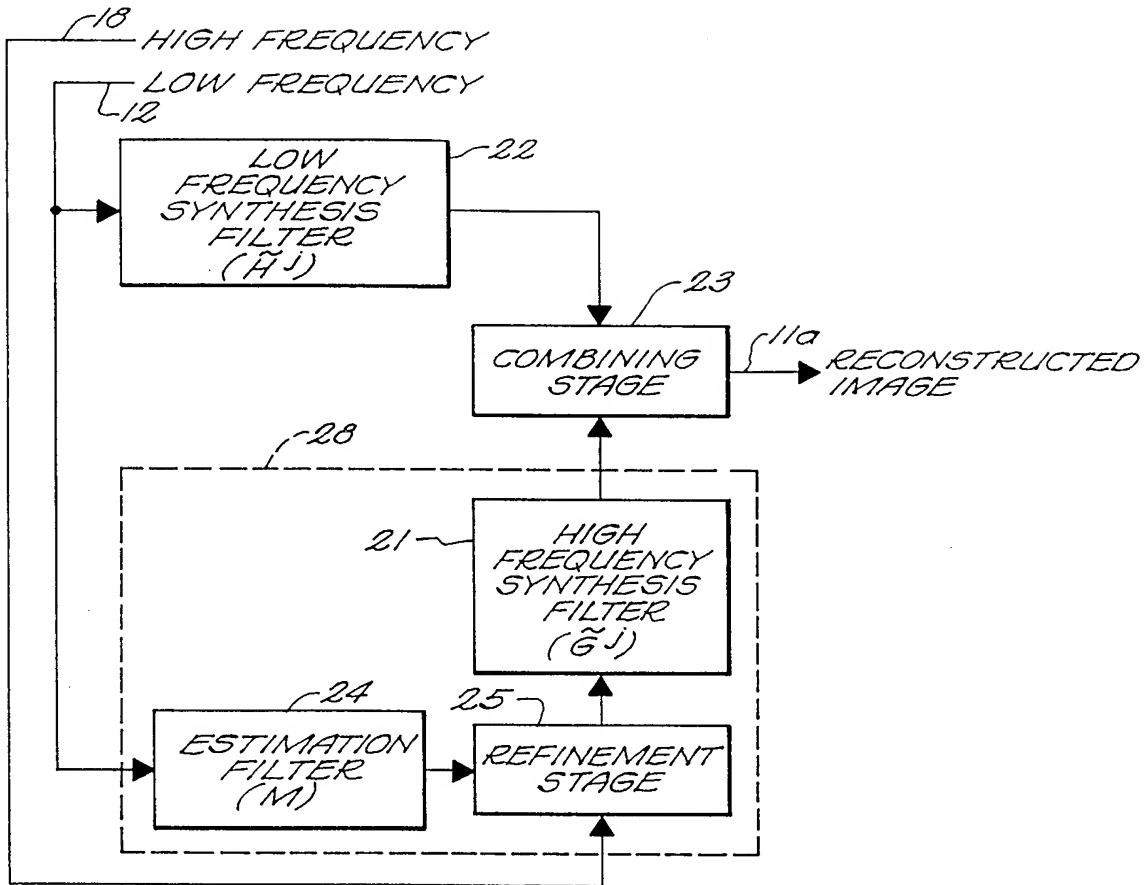 18
HIGH FREQUENCY
LOW FREQUENCY
12
LOW
FREQUENCY
SYNTHESIS
FILTER
(H̃ j)
22
23
COMBINING
STAGE
11a
RECONSTRUCTED
IMAGE
28
21
HIGH
FREQUENCY
SYNTHESIS
FILTER
(G̃ j)
24
ESTIMATION
FILTER
(M)
25
REFINEMENT
STAGE